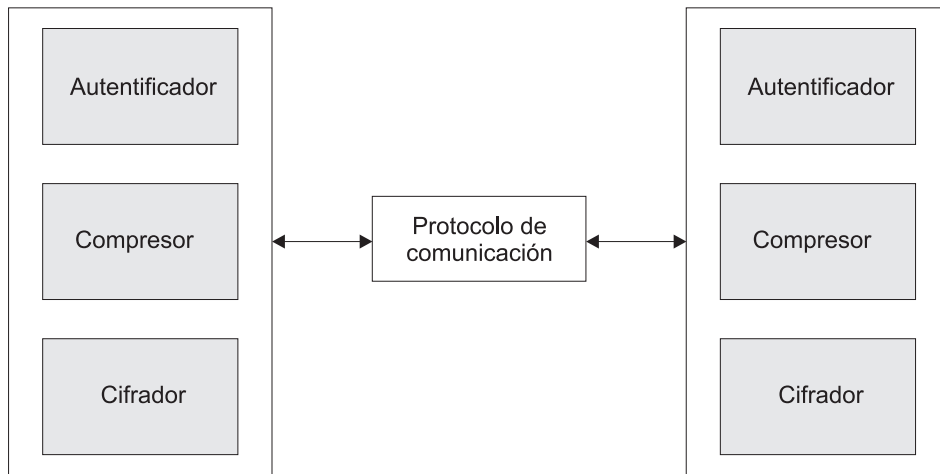 Autentificador
Compresor
Cifrador
Protocolo de
comunicación
Autentificador
Compresor
Cifrador